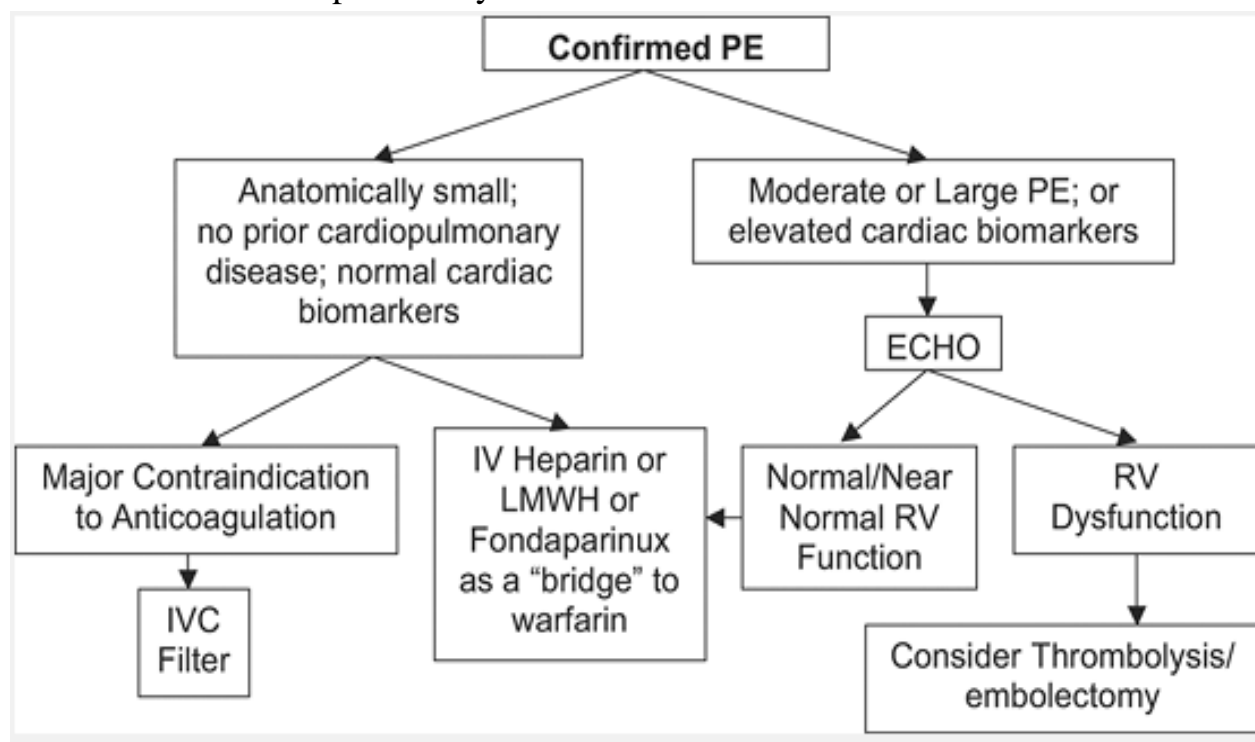 Confirmed PE
Anatomically small;
no prior cardiopulmonary
disease; normal cardiac
biomarkers
Moderate or Large PE; or
elevated cardiac biomarkers
ECHO
Major Contraindication
to Anticoagulation
IV Heparin or
LMWH or
Fondaparinux
as a “bridge” to
warfarin
Normal/Near
Normal RV
Function
RV
Dysfunction
IVC
Filter
Consider Thrombolysis/
embolectomy